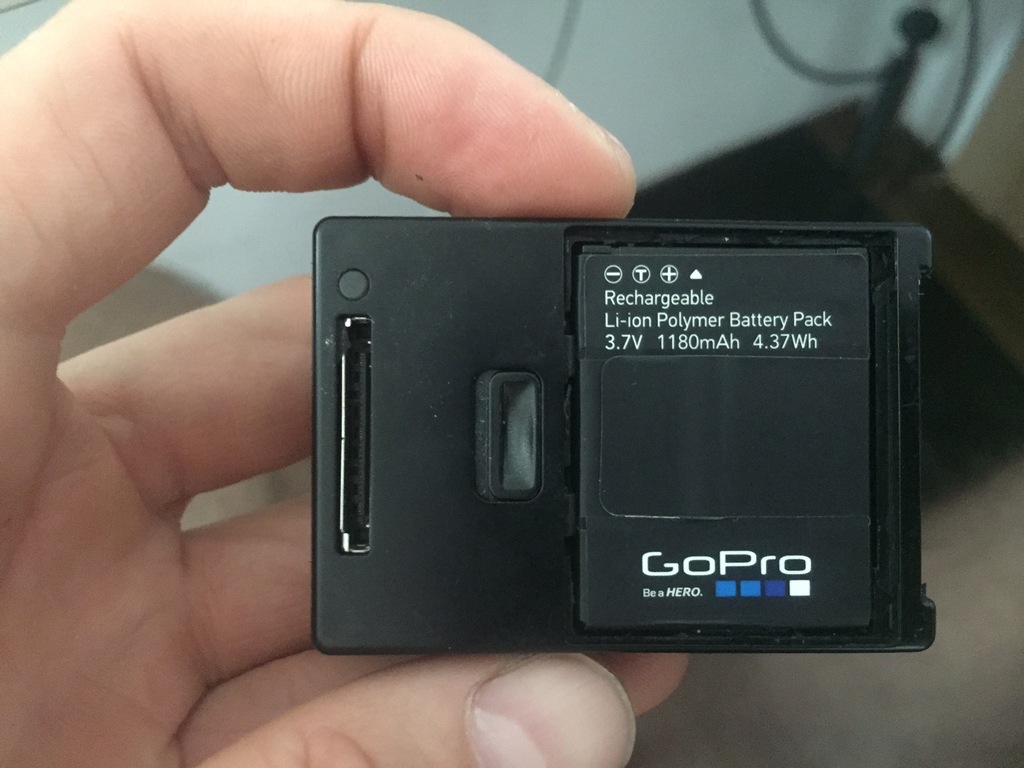 ⊖ Ⓣ ⊕ ▲
Rechargeable
Li-ion Polymer Battery Pack
3.7V 1180mAh 4.37Wh
GoPro
Be a HERO.